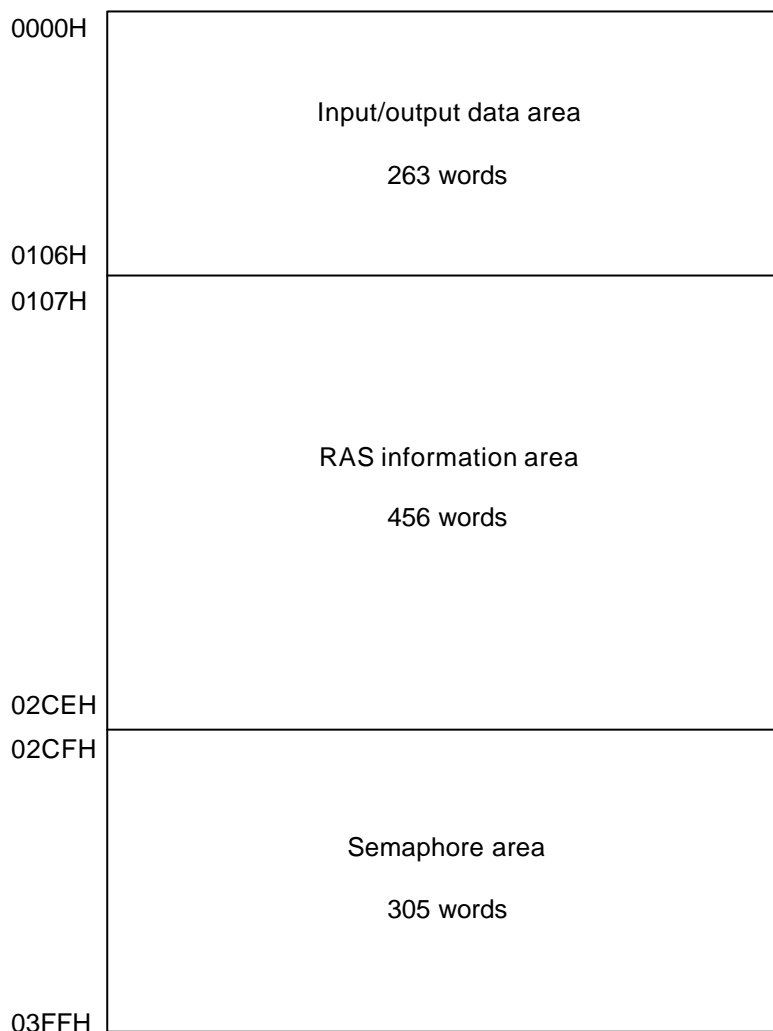 0000H
Input/output data area
263 words
0106H
0107H
RAS information area
456 words
02CEH
02CFH
Semaphore area
305 words
03FFH